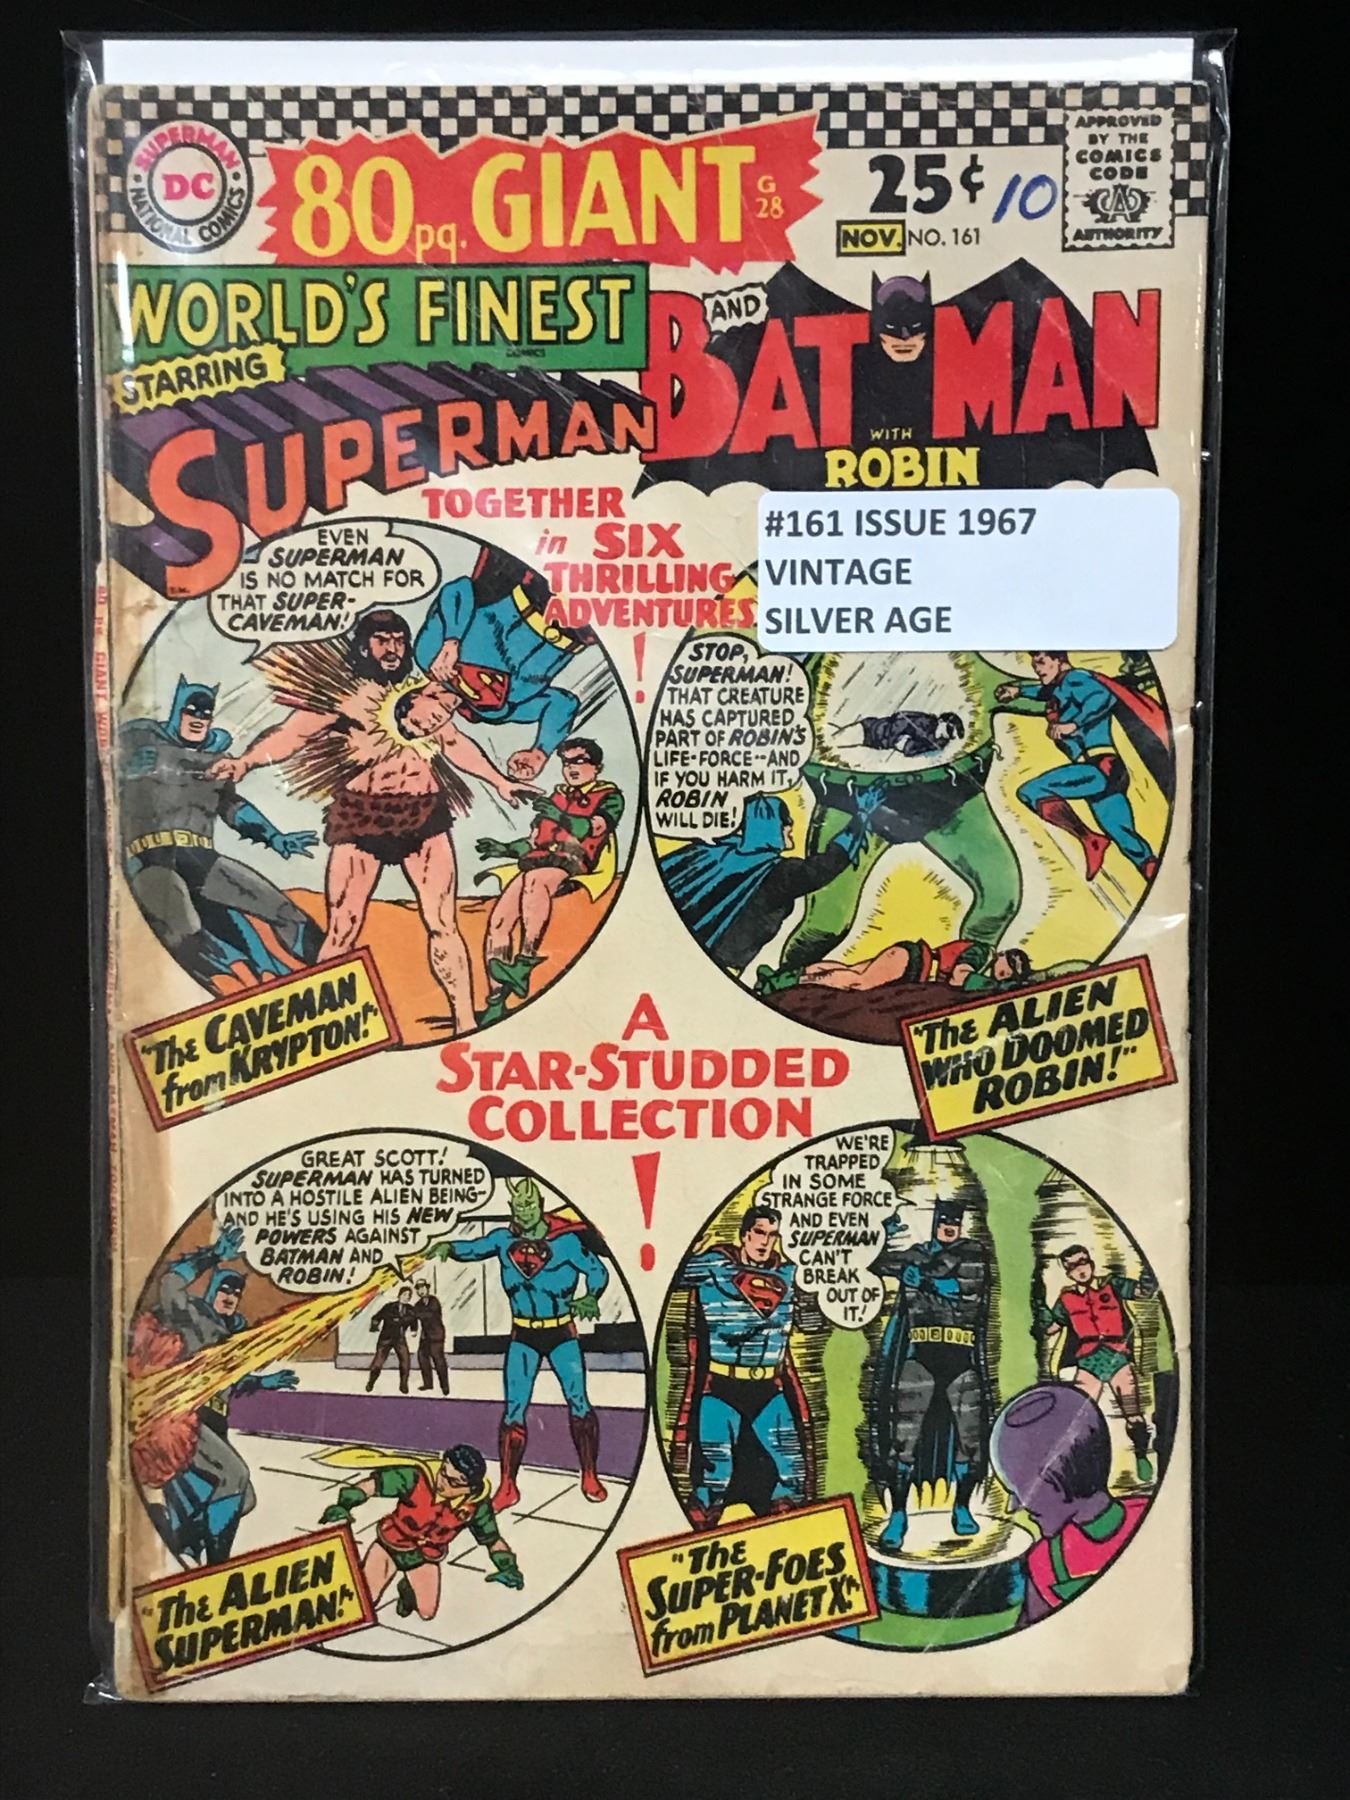 SUPERMAN
DC
NATIONAL COMICS
80 pg. GIANT
G
28
25¢
10
NOV. NO. 161
APPROVED
BY THE
COMICS
CODE
CA
AUTHORITY
WORLD'S FINEST
COMICS
STARRING
SUPERMAN
AND
BATMAN
WITH
ROBIN
TOGETHER
in SIX
THRILLING
ADVENTURES
!
#161 ISSUE 1967
VINTAGE
SILVER AGE
EVEN
SUPERMAN
IS NO MATCH FOR
THAT SUPER-
CAVEMAN!
STOP,
SUPERMAN!
THAT CREATURE
HAS CAPTURED
PART OF ROBIN'S
LIFE-FORCE--AND
IF YOU HARM IT,
ROBIN
WILL DIE!
"The CAVEMAN
from KRYPTON!"
"The ALIEN
WHO DOOMED
ROBIN!"
A
STAR-STUDDED
COLLECTION
!
GREAT SCOTT!
SUPERMAN HAS TURNED
INTO A HOSTILE ALIEN BEING-
AND HE'S USING HIS NEW
POWERS AGAINST
BATMAN AND
ROBIN!
WE'RE
TRAPPED
IN SOME
STRANGE FORCE
AND EVEN
SUPERMAN
CAN'T
BREAK
OUT OF
IT!
"The ALIEN
SUPERMAN!"
"The
SUPER-FOES
from PLANET X!"